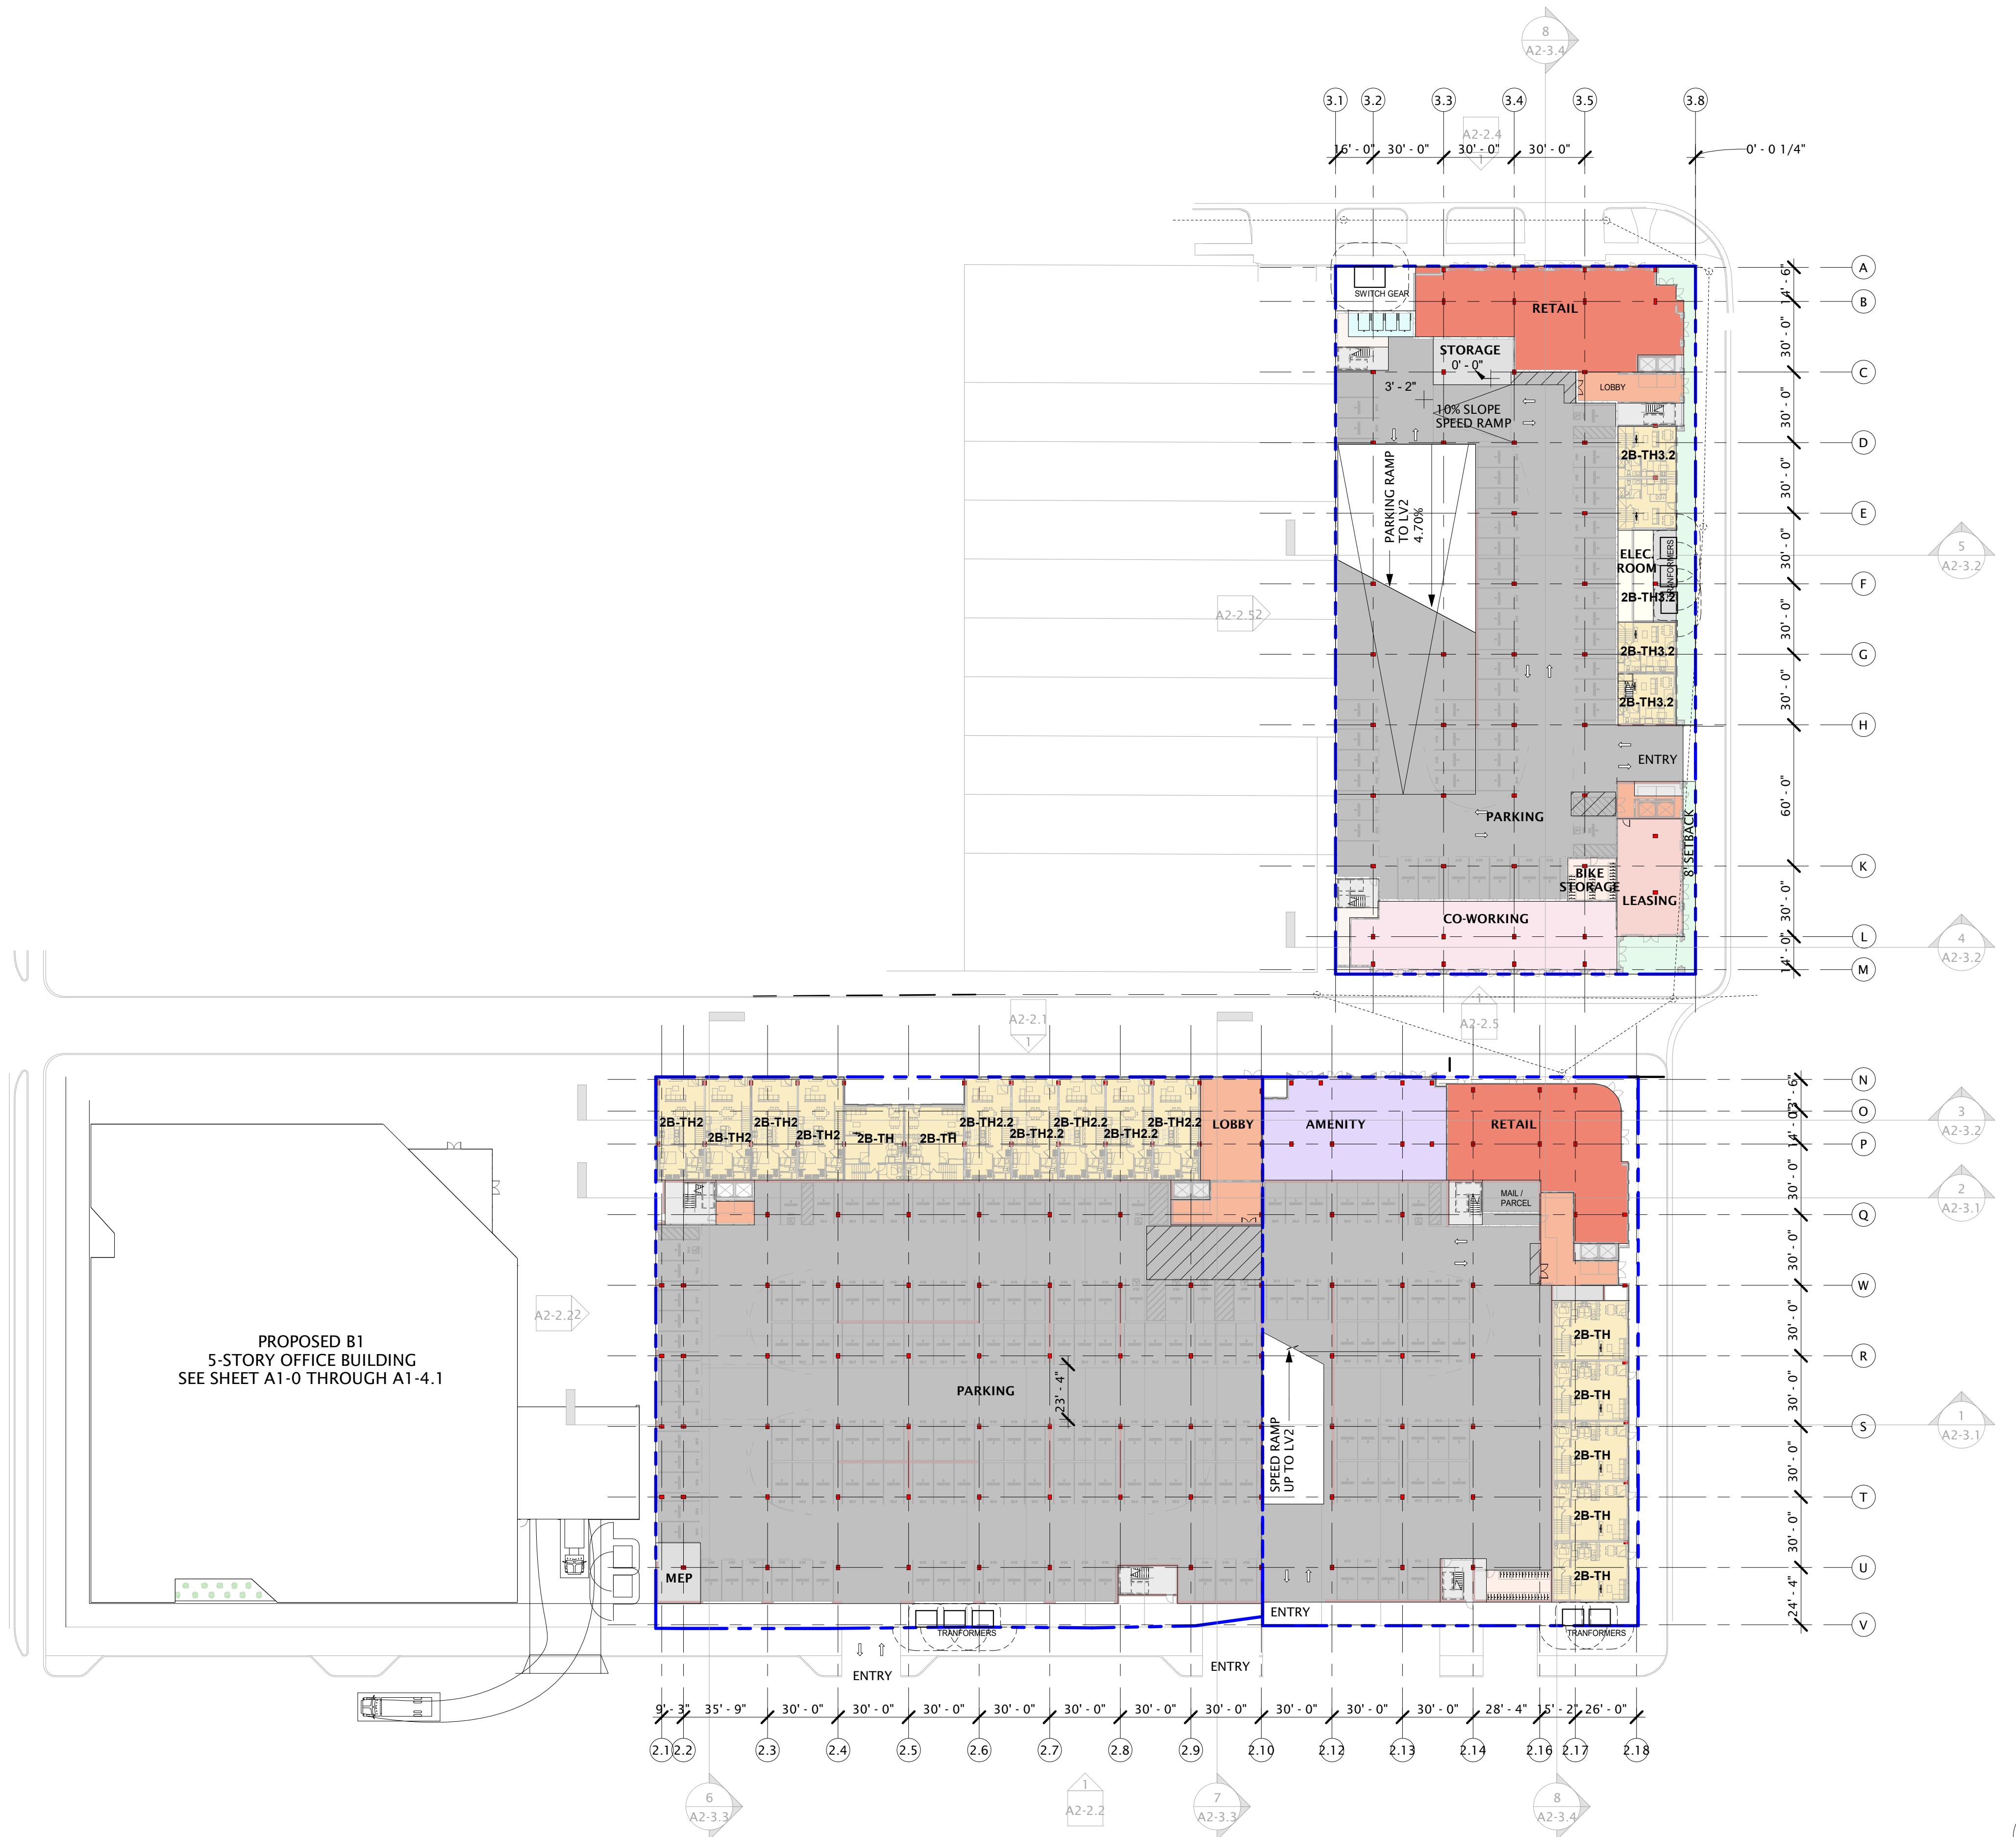 8
A2-3.4
3.1
3.2
3.3
3.4
3.5
3.8
A2-2.4
1
16' - 0"
30' - 0"
30' - 0"
30' - 0"
0' - 0 1/4"
A
B
C
D
E
F
G
H
K
L
M
14' - 6"
30' - 0"
30' - 0"
30' - 0"
30' - 0"
30' - 0"
30' - 0"
60' - 0"
30' - 0"
14' - 0"
SWITCH GEAR
RETAIL
STORAGE
0' - 0"
3' - 2"
LOBBY
10% SLOPE
SPEED RAMP
PARKING RAMP
TO LV2
4.70%
2B-TH3.2
ELEC.
ROOM
TRANFORMERS
2B-TH3.2
2B-TH3.2
2B-TH3.2
ENTRY
PARKING
8' SETBACK
BIKE
STORAGE
LEASING
CO-WORKING
A2-2.5
2
5
A2-3.2
4
A2-3.2
A2-2.1
1
1
A2-2.5
N
O
P
Q
W
R
S
T
U
V
14' - 0"
30' - 0"
30' - 0"
30' - 0"
30' - 0"
30' - 0"
30' - 0"
24' - 4"
3
A2-3.2
2
A2-3.1
1
A2-3.1
2B-TH2
2B-TH2
2B-TH2
2B-TH2
2B-TH
2B-TH
2B-TH2.2
2B-TH2.2
2B-TH2.2
2B-TH2.2
2B-TH2.2
LOBBY
AMENITY
RETAIL
MAIL /
PARCEL
A2-2.2
2
PROPOSED B1
5-STORY OFFICE BUILDING
SEE SHEET A1-0 THROUGH A1-4.1
PARKING
23' - 4"
SPEED RAMP
UP TO LV2
2B-TH
2B-TH
2B-TH
2B-TH
2B-TH
MEP
TRANFORMERS
ENTRY
ENTRY
ENTRY
TRANFORMERS
9' - 3"
35' - 9"
30' - 0"
30' - 0"
30' - 0"
30' - 0"
30' - 0"
30' - 0"
30' - 0"
30' - 0"
30' - 0"
30' - 0"
28' - 4"
15' - 2"
26' - 0"
2.1
2.2
2.3
2.4
2.5
2.6
2.7
2.8
2.9
2.10
2.12
2.13
2.14
2.16
2.17
2.18
6
A2-3.3
1
A2-2.2
7
A2-3.3
8
A2-3.4